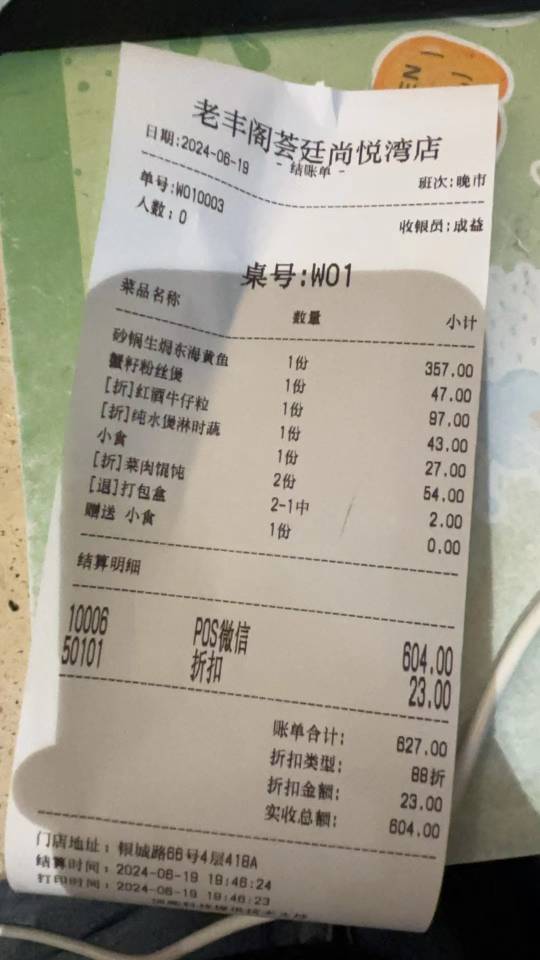 老丰阁荟廷尚悦湾店
- 结账单 -
日期:2024-06-19 班次:晚市
单号:W010003 收银员:成益
人数:0
桌号:W01
菜品名称 数量 小计
砂锅生焗东海黄鱼 1份 357.00
蟹籽粉丝煲 1份 47.00
[折]红酒牛仔粒 1份 97.00
[折]纯水煲淋时蔬 1份 43.00
小食 1份 27.00
[折]菜肉馄饨 2份 54.00
[退]打包盒 2-1中 2.00
赠送 小食 1份 0.00
结算明细
10006 POS微信 604.00
50101 折扣 23.00
账单合计: 627.00
折扣类型: 88折
折扣金额: 23.00
实收总额: 604.00
门店地址: 银城路66号4层418A
结算时间: 2024-06-19 19:46:24
打印时间: 2024-06-19 19:46:23
EN